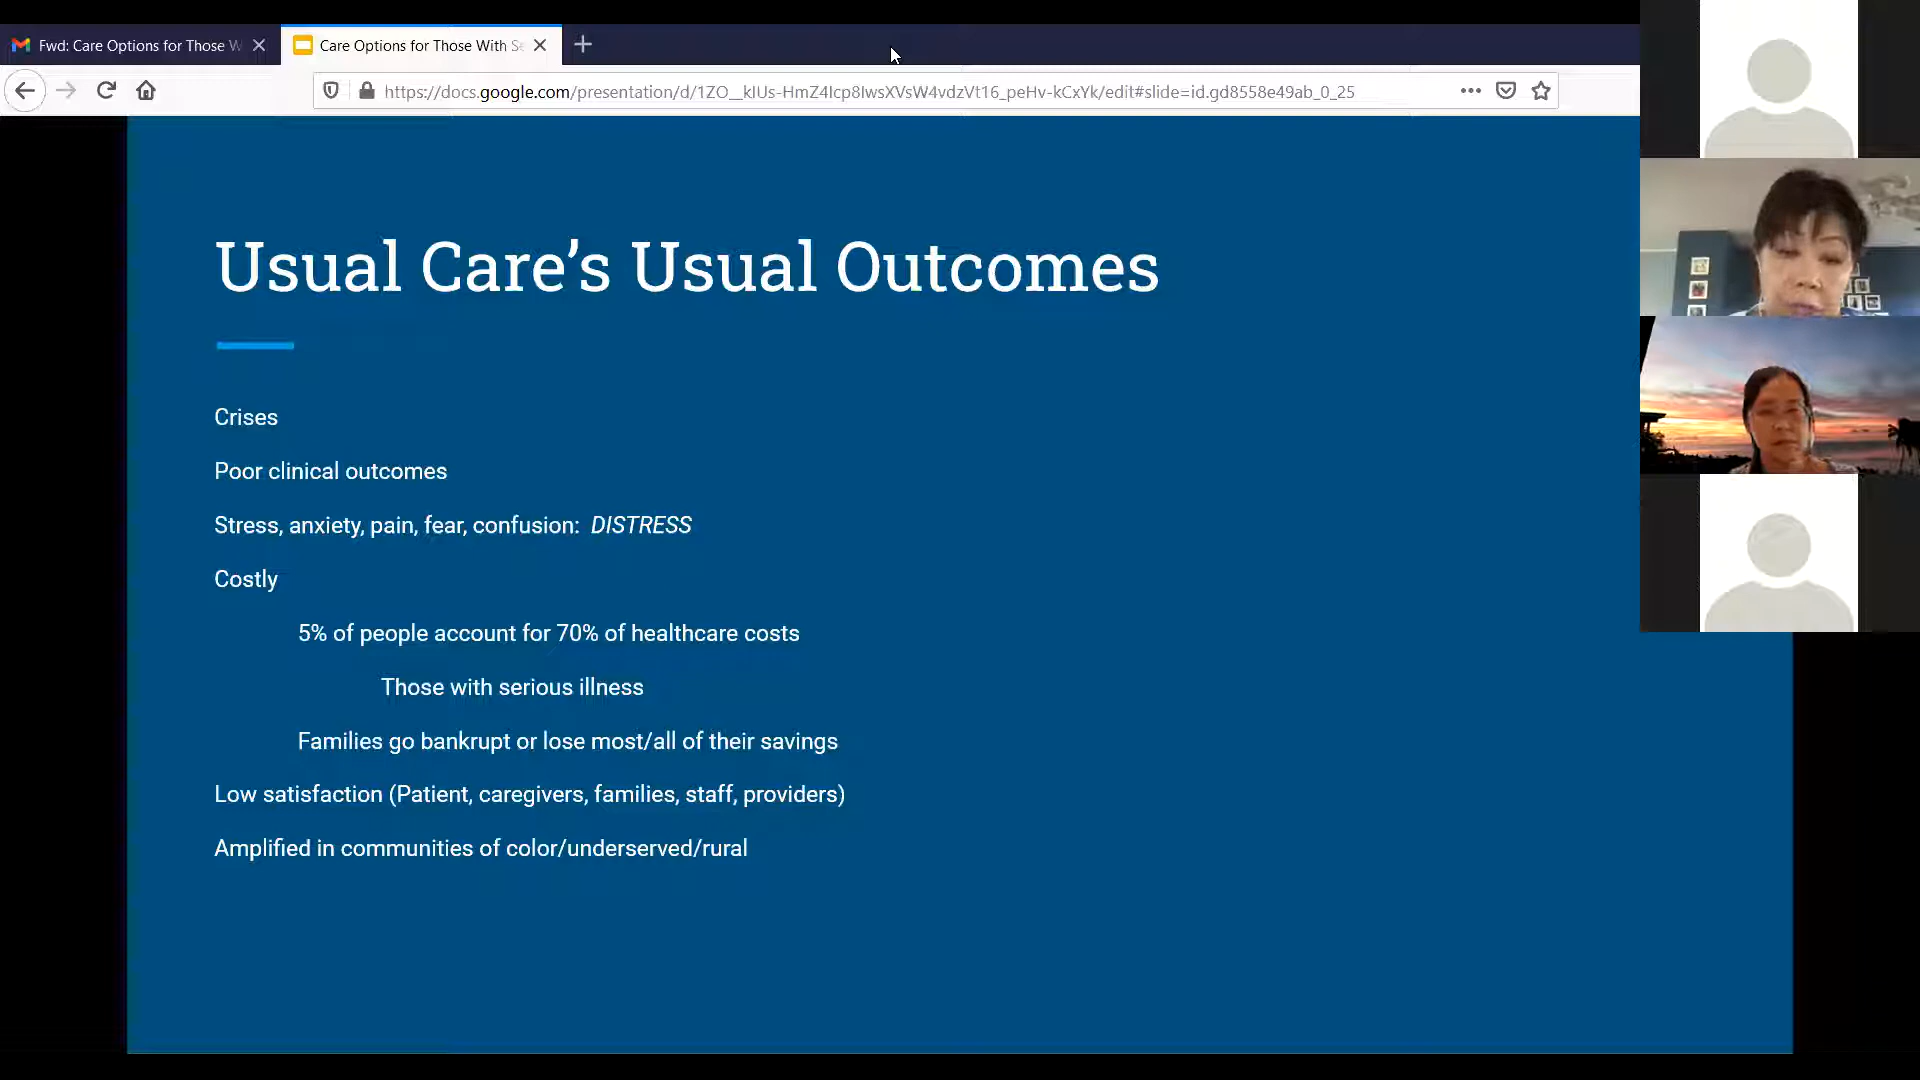 Fwd: Care Options for Those W
Care Options for Those With Se
https://docs.google.com/presentation/d/1ZO__kIUs-HmZ4Icp8IwsXVsW4vdzVt16_peHv-kCxYk/edit#slide=id.gd8558e49ab_0_25
Usual Care’s Usual Outcomes
Crises
Poor clinical outcomes
Stress, anxiety, pain, fear, confusion: DISTRESS
Costly
5% of people account for 70% of healthcare costs
Those with serious illness
Families go bankrupt or lose most/all of their savings
Low satisfaction (Patient, caregivers, families, staff, providers)
Amplified in communities of color/underserved/rural